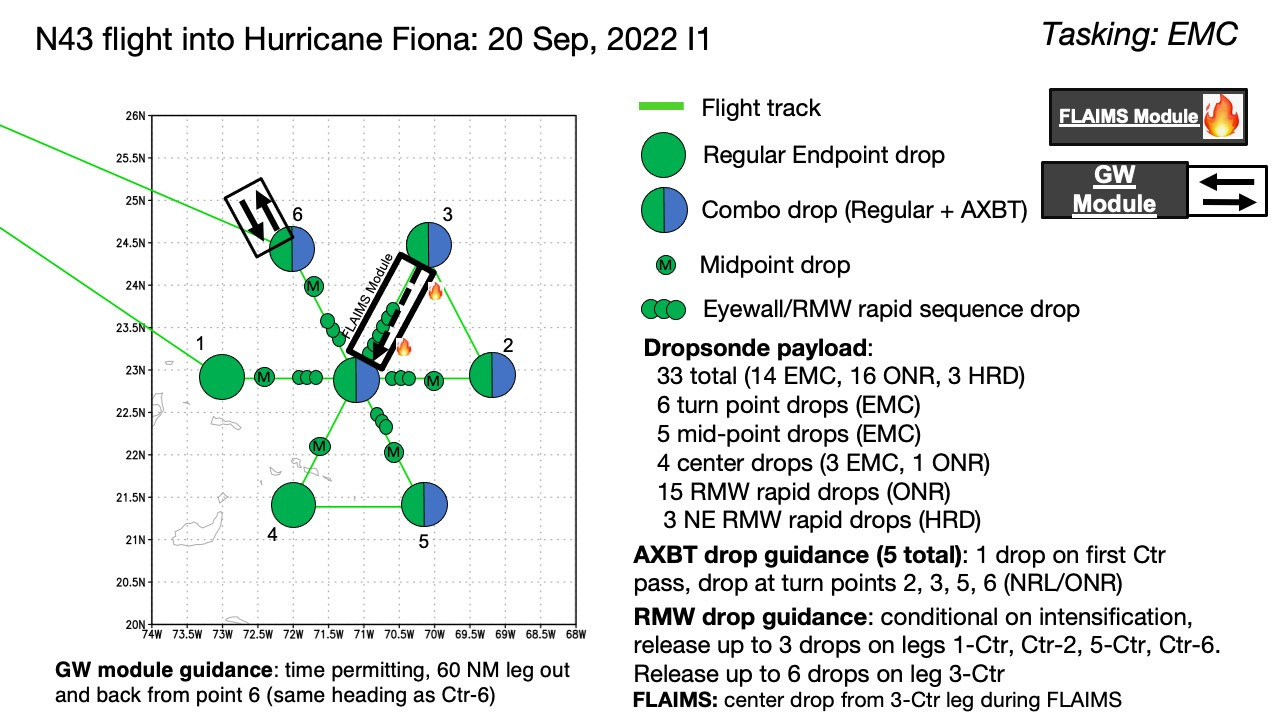 N43 flight into Hurricane Fiona: 20 Sep, 2022 I1
Tasking: EMC
Flight track
Regular Endpoint drop
Combo drop (Regular + AXBT)
M Midpoint drop
Eyewall/RMW rapid sequence drop
FLAIMS Module
GW
Module
26N
25.5N
25N
24.5N
24N
23.5N
23N
22.5N
22N
21.5N
21N
20.5N
20N
74W 73.5W 73W 72.5W 72W 71.5W 71W 70.5W 70W 69.5W 69W 68.5W 68W
6
3
M
FLAIMS Module
1
2
M
M
M
M
4
5
Dropsonde payload:
33 total (14 EMC, 16 ONR, 3 HRD)
6 turn point drops (EMC)
5 mid-point drops (EMC)
4 center drops (3 EMC, 1 ONR)
15 RMW rapid drops (ONR)
3 NE RMW rapid drops (HRD)
AXBT drop guidance (5 total): 1 drop on first Ctr
pass, drop at turn points 2, 3, 5, 6 (NRL/ONR)
RMW drop guidance: conditional on intensification,
release up to 3 drops on legs 1-Ctr, Ctr-2, 5-Ctr, Ctr-6.
Release up to 6 drops on leg 3-Ctr
FLAIMS: center drop from 3-Ctr leg during FLAIMS
GW module guidance: time permitting, 60 NM leg out
and back from point 6 (same heading as Ctr-6)